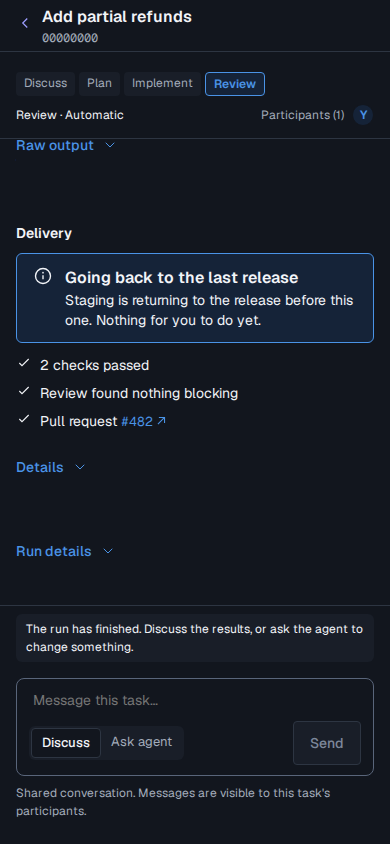 Add partial refunds
00000000
Discuss Plan Implement Review
Review · Automatic Participants (1) Y
Raw output
Delivery
Going back to the last release
Staging is returning to the release before this
one. Nothing for you to do yet.
2 checks passed
Review found nothing blocking
Pull request #482 ↗
Details
Run details
The run has finished. Discuss the results, or ask the agent to
change something.
Message this task...
Discuss Ask agent Send
Shared conversation. Messages are visible to this task's
participants.